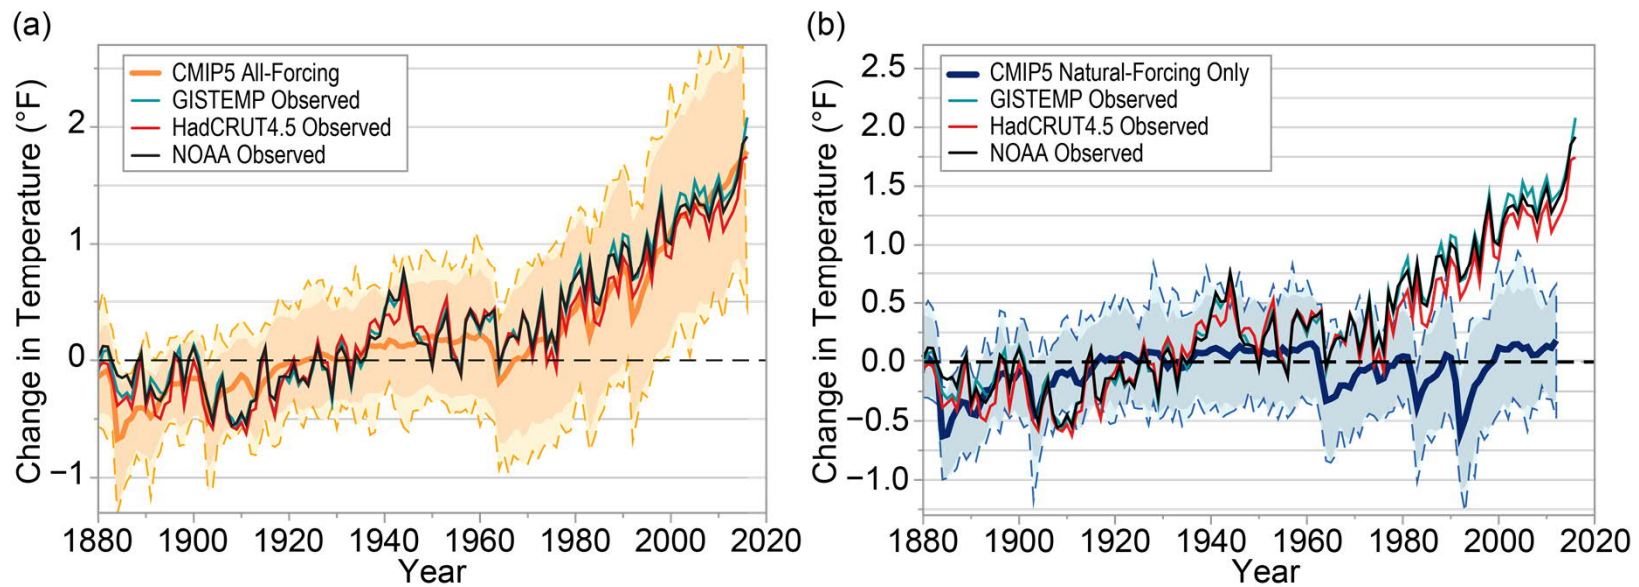 (a)
CMIP5 All-Forcing
GISTEMP Observed
HadCRUT4.5 Observed
NOAA Observed
Change in Temperature (°F)
2
1
0
−1
1880 1900 1920 1940 1960 1980 2000 2020
Year
(b)
CMIP5 Natural-Forcing Only
GISTEMP Observed
HadCRUT4.5 Observed
NOAA Observed
Change in Temperature (°F)
2.5
2.0
1.5
1.0
0.5
0.0
−0.5
−1.0
1880 1900 1920 1940 1960 1980 2000 2020
Year